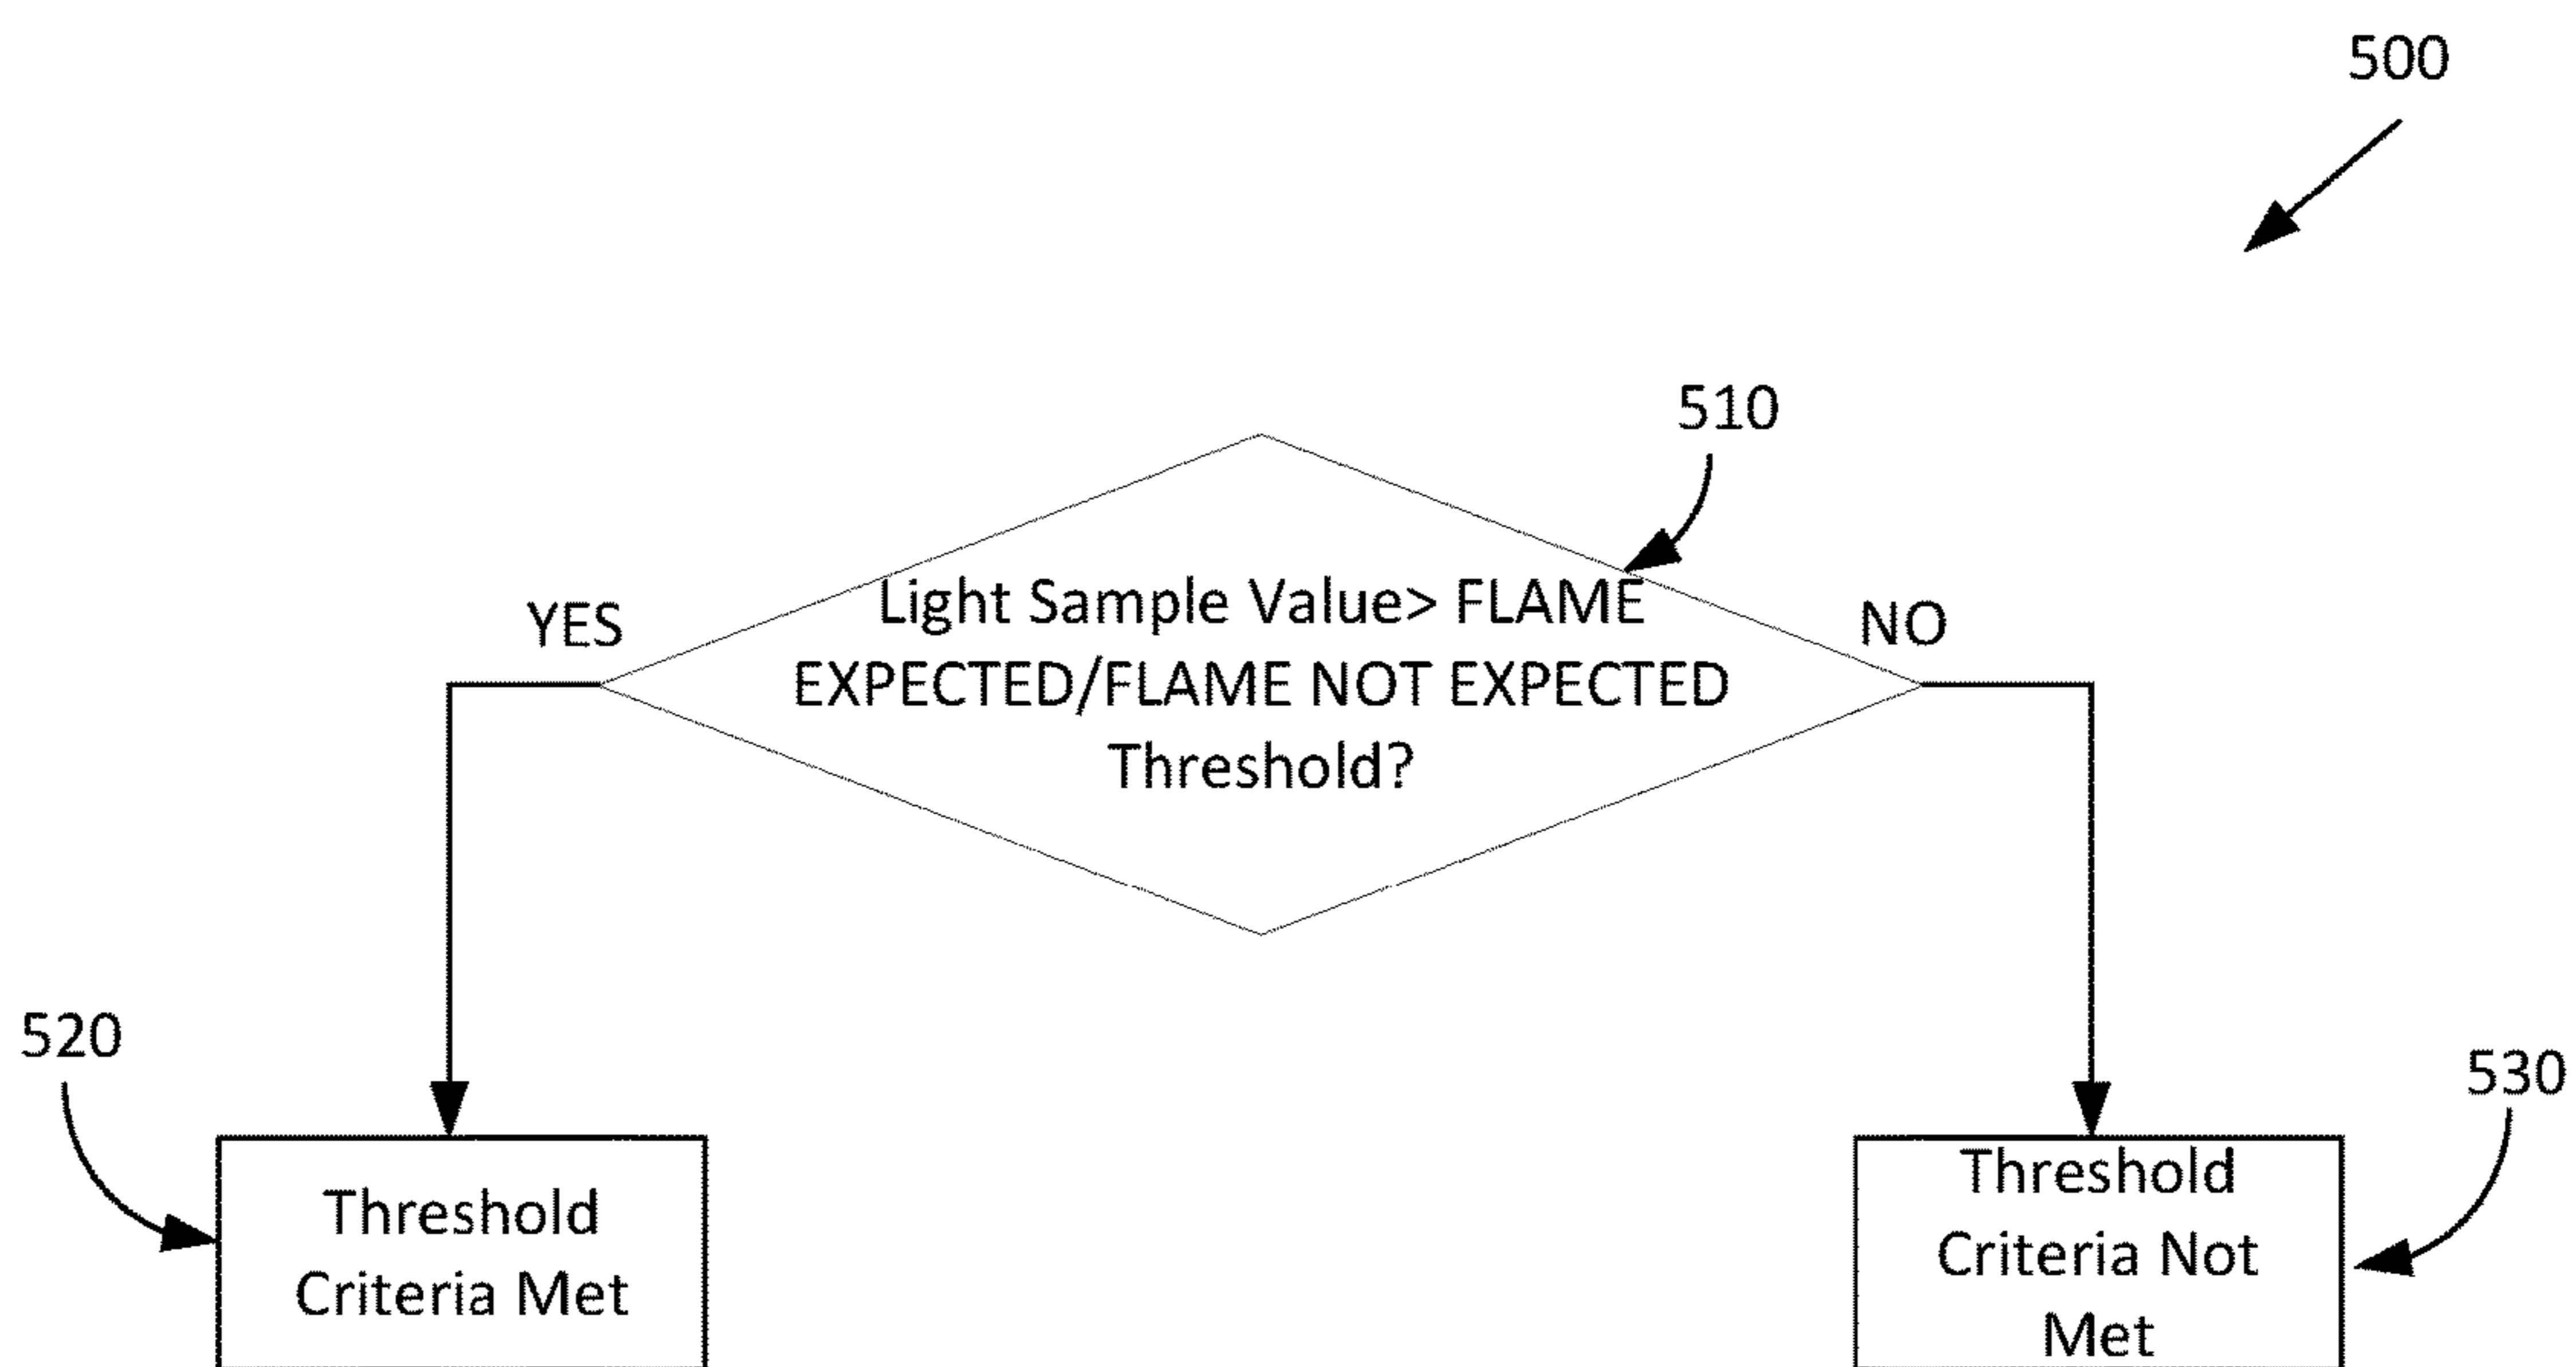 500
510
Light Sample Value> FLAME
EXPECTED/FLAME NOT EXPECTED
Threshold?
YES
NO
520
Threshold
Criteria Met
530
Threshold
Criteria Not
Met